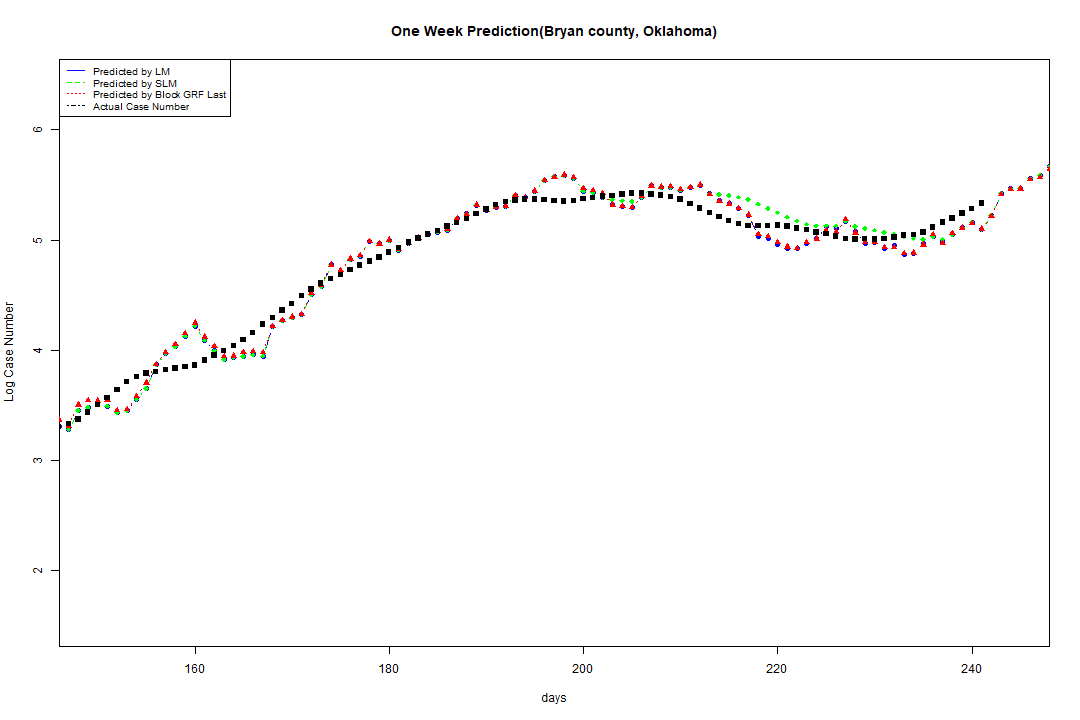 One Week Prediction(Bryan county, Oklahoma)
Predicted by LM
Predicted by SLM
Predicted by Block GRF Last
Actual Case Number
6
5
4
3
2
Log Case Number
160 180 200 220 240
days